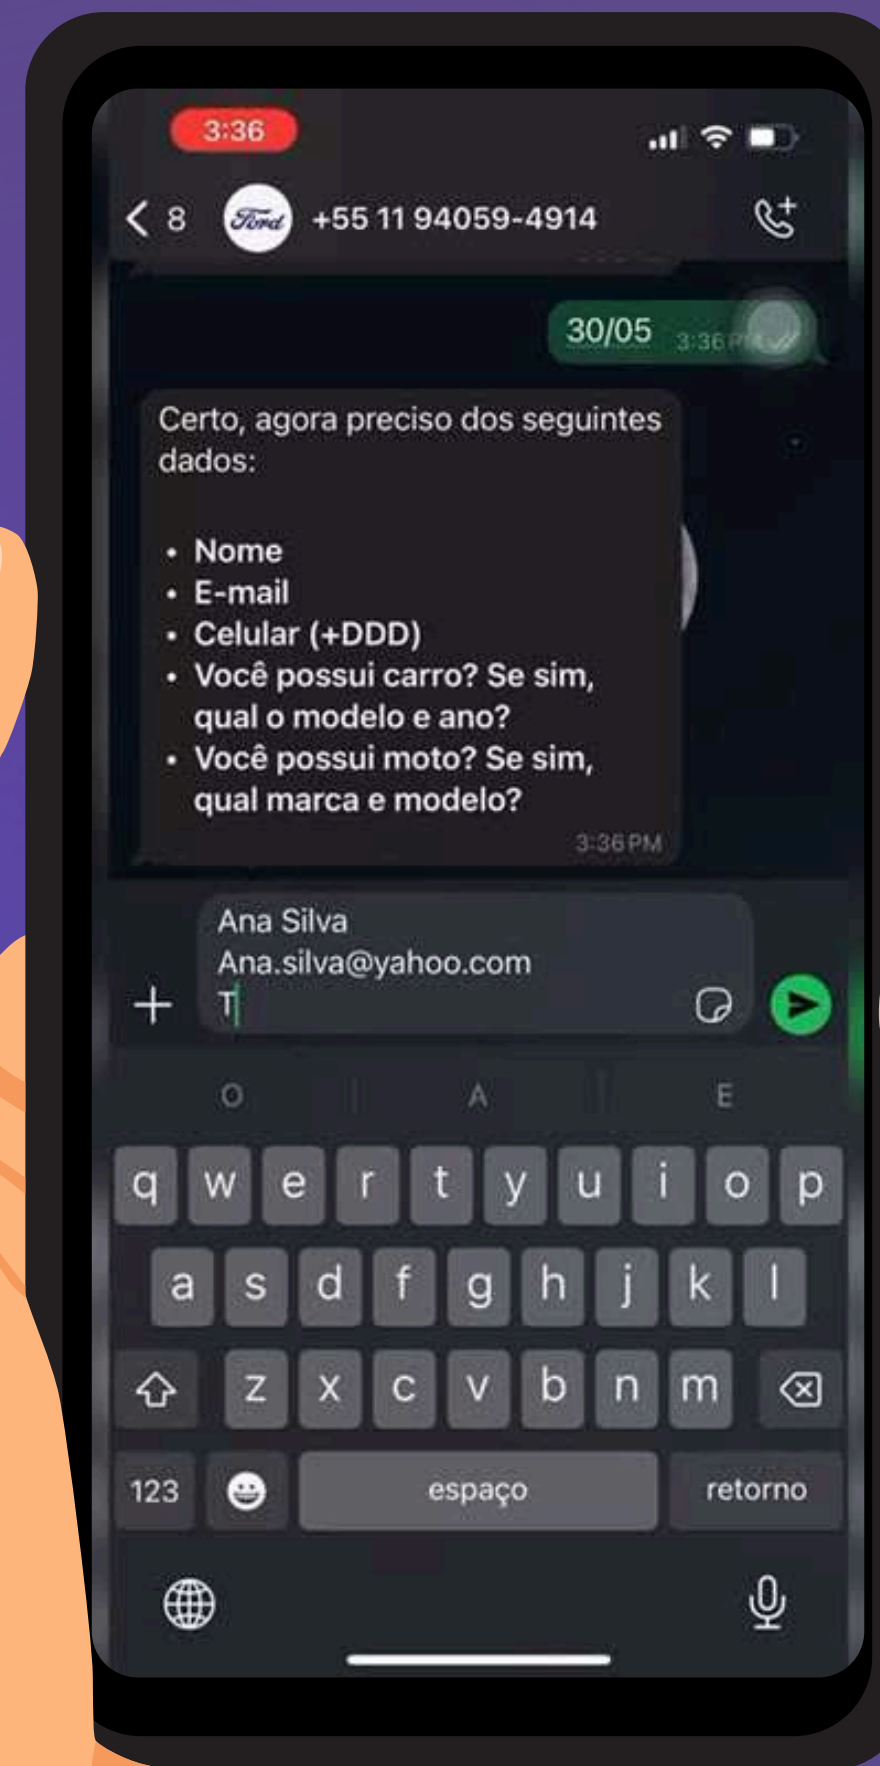 3:36
8 Ford +55 11 94059-4914
30/05 3:36 PM
Certo, agora preciso dos seguintes
dados:
• Nome
• E-mail
• Celular (+DDD)
• Você possui carro? Se sim,
qual o modelo e ano?
• Você possui moto? Se sim,
qual marca e modelo?
3:36 PM
Ana Silva
Ana.silva@yahoo.com
T
O A E
q w e r t y u i o p
a s d f g h j k l
z x c v b n m
123 espaço retorno